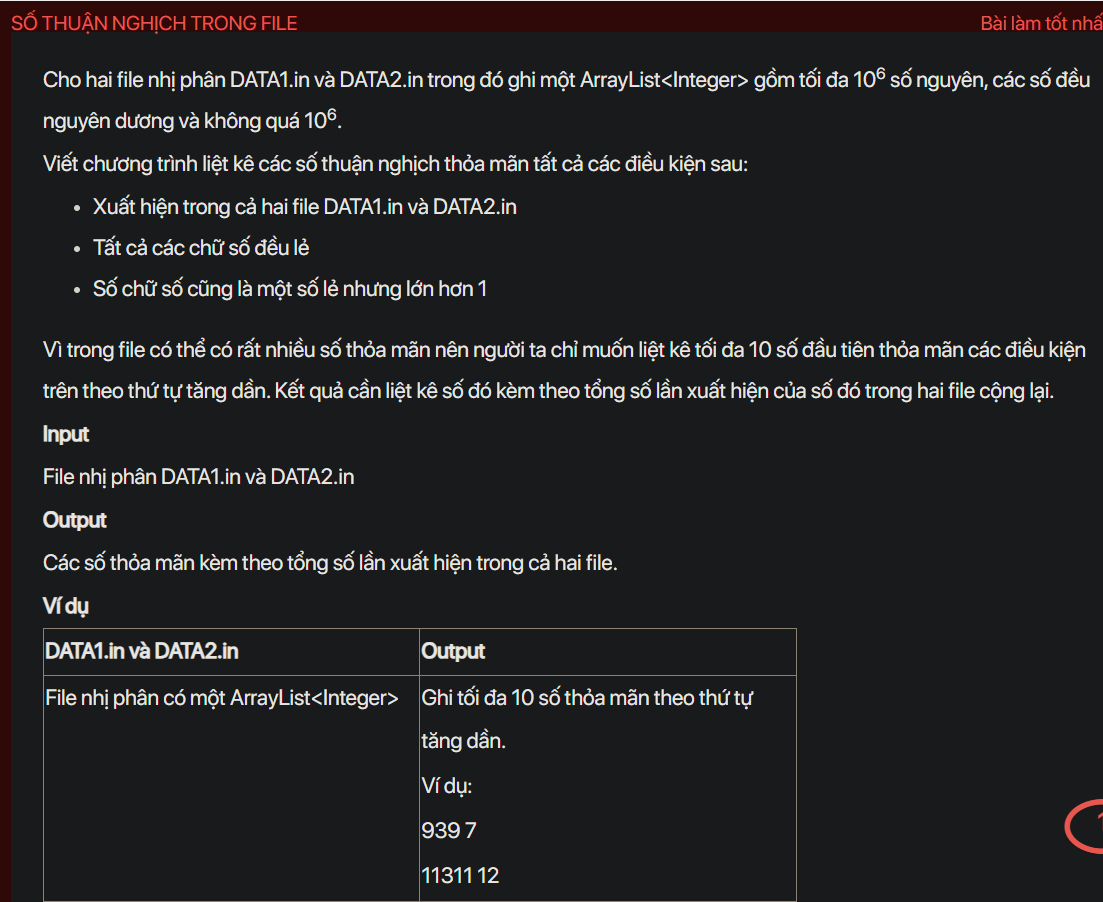 SỐ THUẬN NGHỊCH TRONG FILE
Bài làm tốt nhấ
Cho hai file nhị phân DATA1.in và DATA2.in trong đó ghi một ArrayList<Integer> gồm tối đa 10⁶ số nguyên, các số đều
nguyên dương và không quá 10⁶.
Viết chương trình liệt kê các số thuận nghịch thỏa mãn tất cả các điều kiện sau:
• Xuất hiện trong cả hai file DATA1.in và DATA2.in
• Tất cả các chữ số đều lẻ
• Số chữ số cũng là một số lẻ nhưng lớn hơn 1
Vì trong file có thể có rất nhiều số thỏa mãn nên người ta chỉ muốn liệt kê tối đa 10 số đầu tiên thỏa mãn các điều kiện
trên theo thứ tự tăng dần. Kết quả cần liệt kê số đó kèm theo tổng số lần xuất hiện của số đó trong hai file cộng lại.
Input
File nhị phân DATA1.in và DATA2.in
Output
Các số thỏa mãn kèm theo tổng số lần xuất hiện trong cả hai file.
Ví dụ
DATA1.in và DATA2.in
Output
File nhị phân có một ArrayList<Integer>
Ghi tối đa 10 số thỏa mãn theo thứ tự
tăng dần.
Ví dụ:
939 7
11311 12